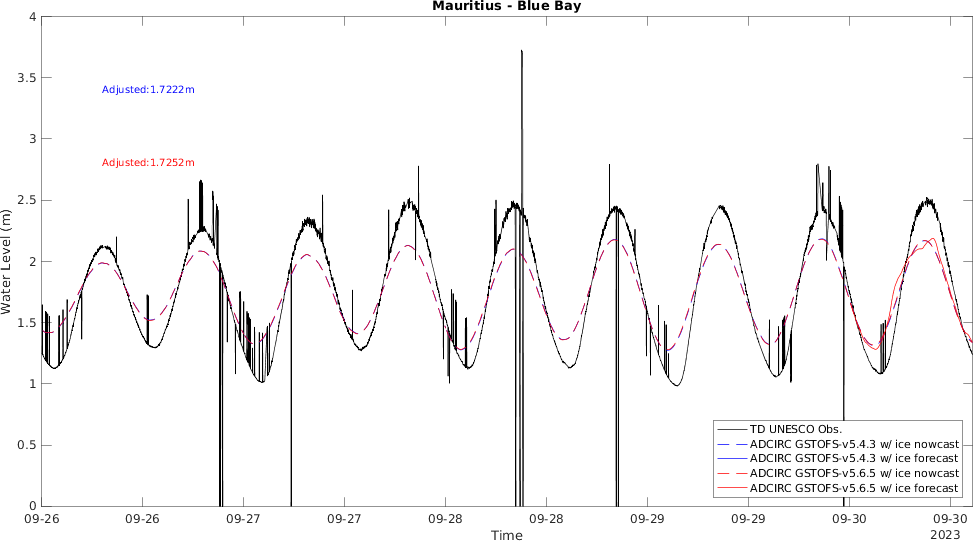 Mauritius - Blue Bay
4
3.5
3
2.5
2
1.5
1
0.5
0
Water Level (m)
Adjusted:1.7222m
Adjusted:1.7252m
TD UNESCO Obs.
ADCIRC GSTOFS-v5.4.3 w/ ice nowcast
ADCIRC GSTOFS-v5.4.3 w/ ice forecast
ADCIRC GSTOFS-v5.6.5 w/ ice nowcast
ADCIRC GSTOFS-v5.6.5 w/ ice forecast
09-26 09-26 09-27 09-27 09-28 09-28 09-29 09-29 09-30 09-30
2023
Time